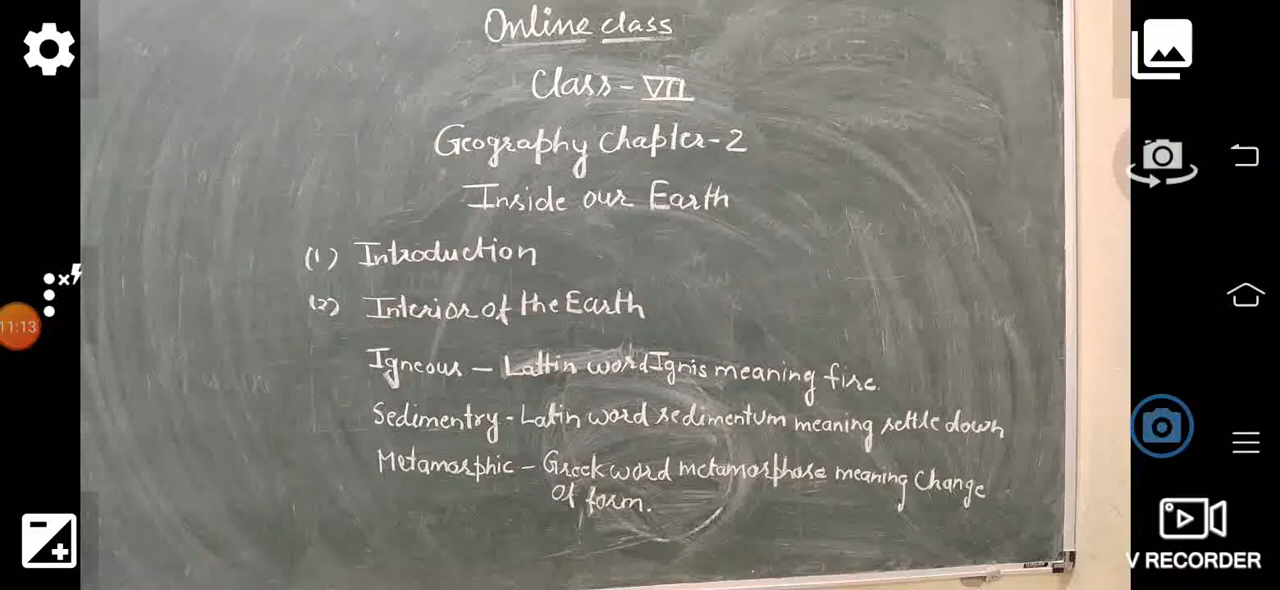 Online class
Class - VII
Geography Chapter-2
Inside our Earth
(1) Introduction
(2) Interior of the Earth
Igneous - Lattin word Ignis meaning fire.
Sedimentry - Latin word sedimentum meaning settle down
Metamorphic - Greek word metamorphose meaning Change
of form.
11:13
V RECORDER